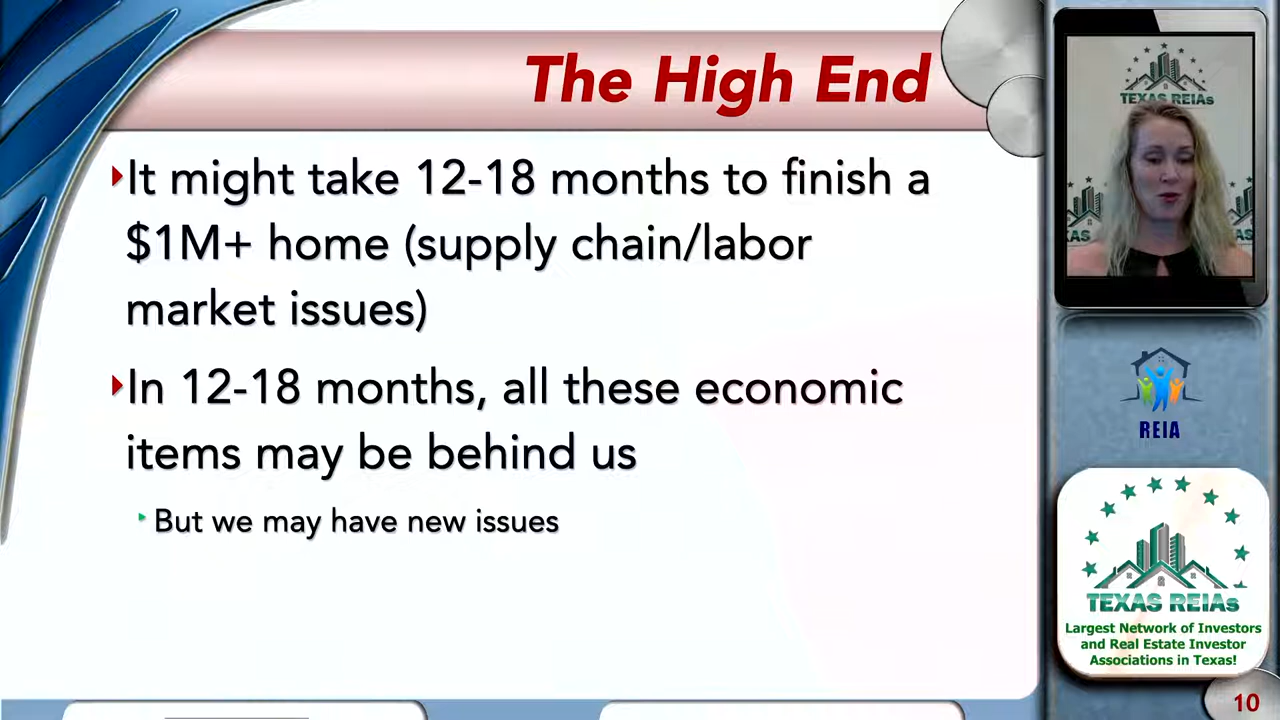 The High End
It might take 12-18 months to finish a
$1M+ home (supply chain/labor
market issues)
In 12-18 months, all these economic
items may be behind us
But we may have new issues
TEXAS REIAs
AS
REIA
TEXAS REIAs
Largest Network of Investors
and Real Estate Investor
Associations in Texas!
10